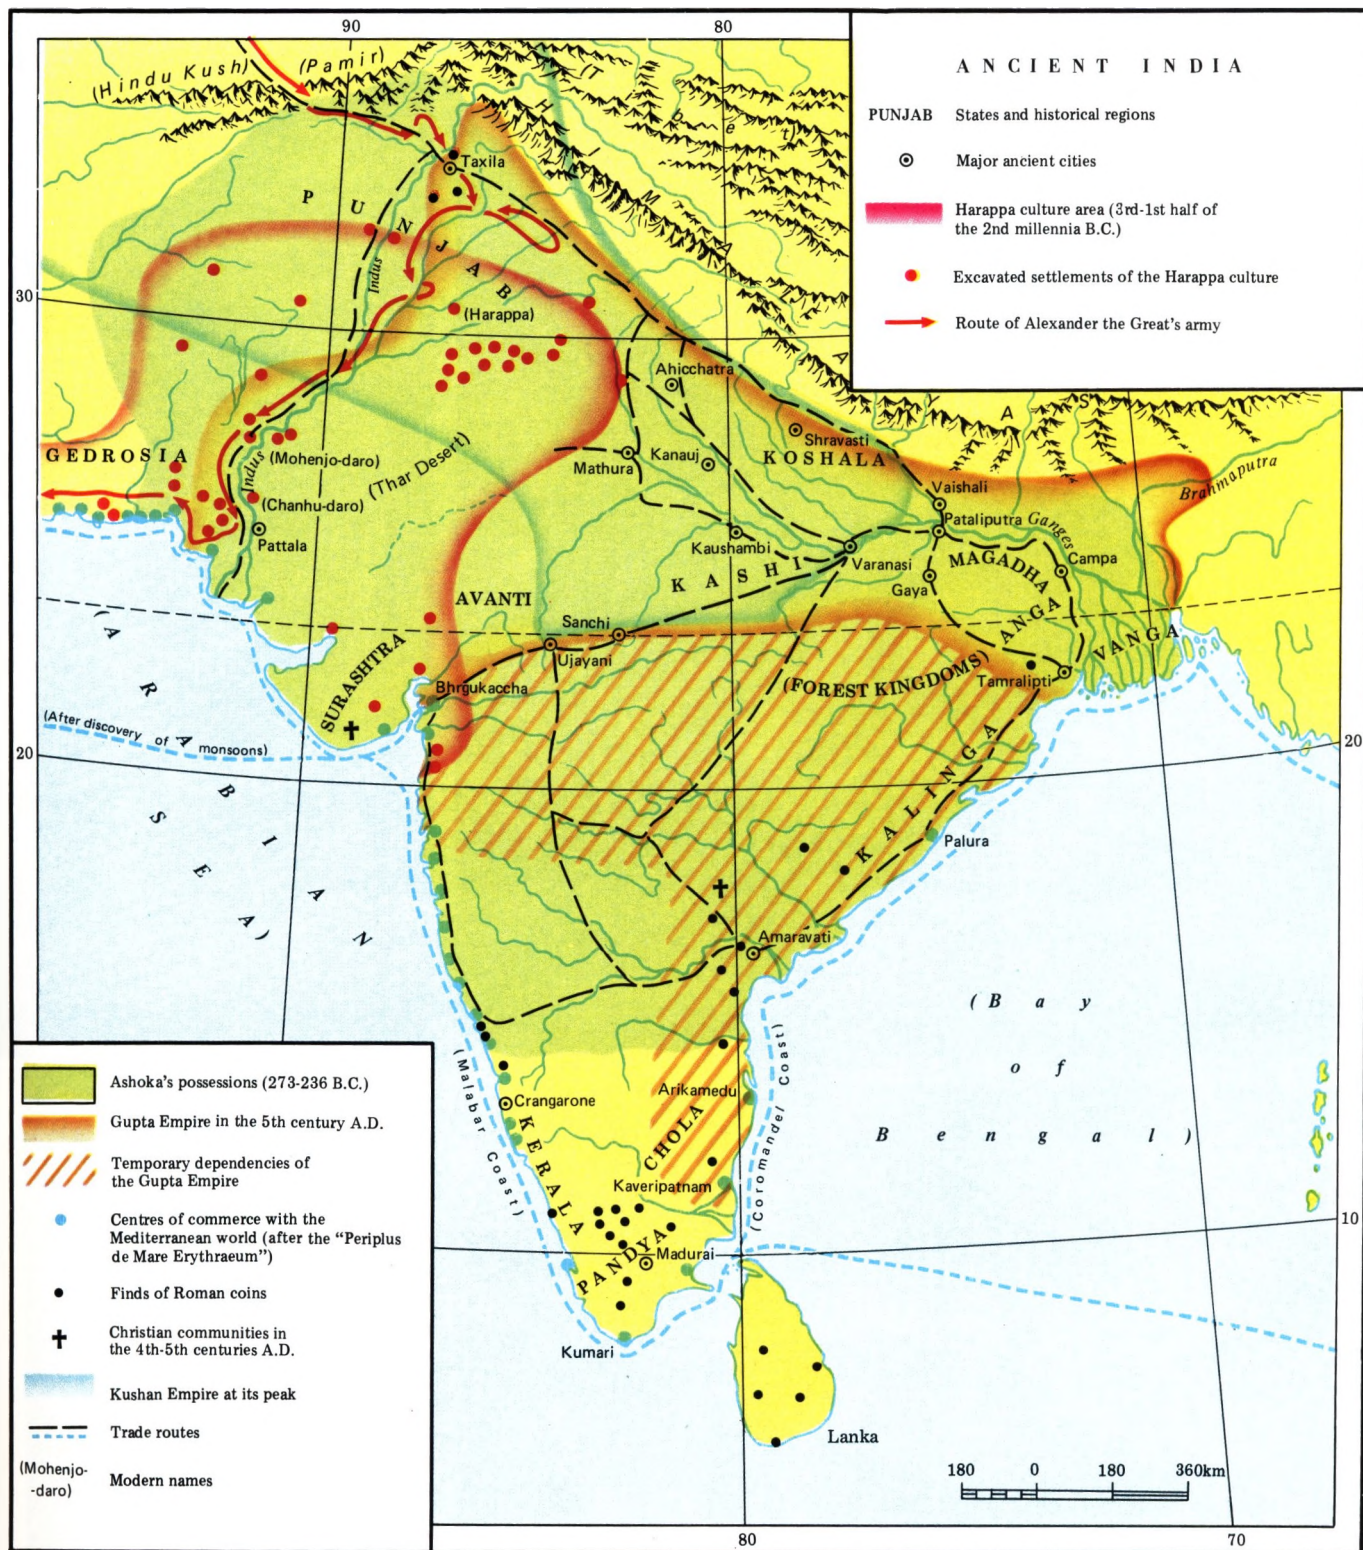 90
80
ANCIENT INDIA
PUNJAB States and historical regions
Major ancient cities
Harappa culture area (3rd-1st half of
the 2nd millennia B.C.)
Excavated settlements of the Harappa culture
Route of Alexander the Great's army
(Hindu Kush)
(Pamir)
(Tibet)
HIMALAYAS
Taxila
PUNJAB
Indus
30
(Harappa)
Ahicchatra
Shravasti
KOSHALA
GEDROSIA
Indus
(Mohenjo-daro)
(Thar Desert)
Mathura
Kanauj
Vaishali
Brahmaputra
(Chanhu-daro)
Pattala
Kaushambi
Pataliputra
Ganges
KASHI
Varanasi
MAGADHA
Campa
Gaya
AVANTI
ANGA
VANGA
Sanchi
Ujayani
SURASHTRA
Bhrgukaccha
(FOREST KINGDOMS)
Tamralipti
(ARABIAN
SEA)
(After discovery of monsoons)
20
20
KALINGA
Palura
Amaravati
(Bay
of
Bengal)
(Malabar Coast)
(Coromandel Coast)
Arikamedu
Crangarone
KERALA
CHOLA
Kaveripatnam
10
PANDYA
Madurai
Kumari
Lanka
Ashoka's possessions (273-236 B.C.)
Gupta Empire in the 5th century A.D.
Temporary dependencies of
the Gupta Empire
Centres of commerce with the
Mediterranean world (after the “Periplus
de Mare Erythraeum”)
Finds of Roman coins
Christian communities in
the 4th-5th centuries A.D.
Kushan Empire at its peak
Trade routes
(Mohenjo-
-daro) Modern names
180 0 180 360km
80
70